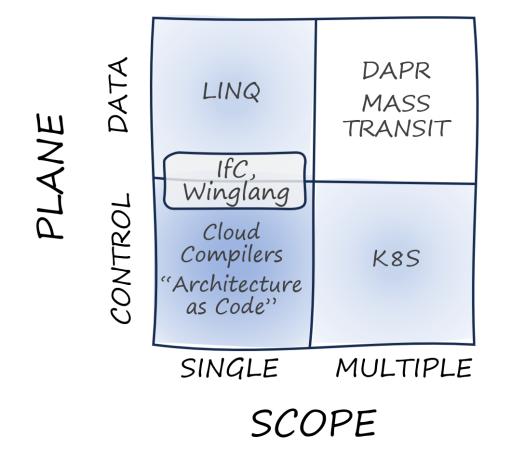 PLANE
DATA
CONTROL
LINQ
DAPR
MASS
TRANSIT
IfC,
Winglang
Cloud
Compilers
“Architecture
as Code”
K8S
SINGLE
MULTIPLE
SCOPE